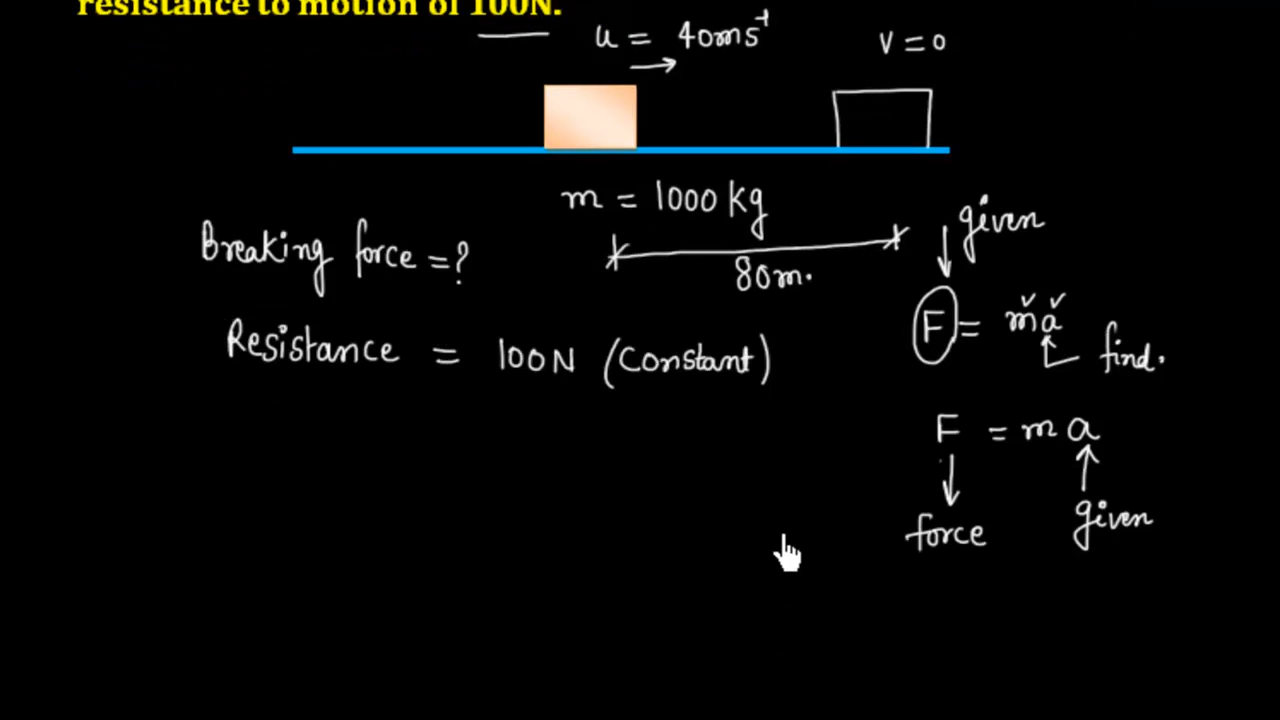 resistance to motion of 100N.
u = 40ms⁻¹
v = 0
m = 1000 kg
given
Breaking force = ?
80m.
F = ma
find.
Resistance = 100N (Constant)
F = ma
force
given